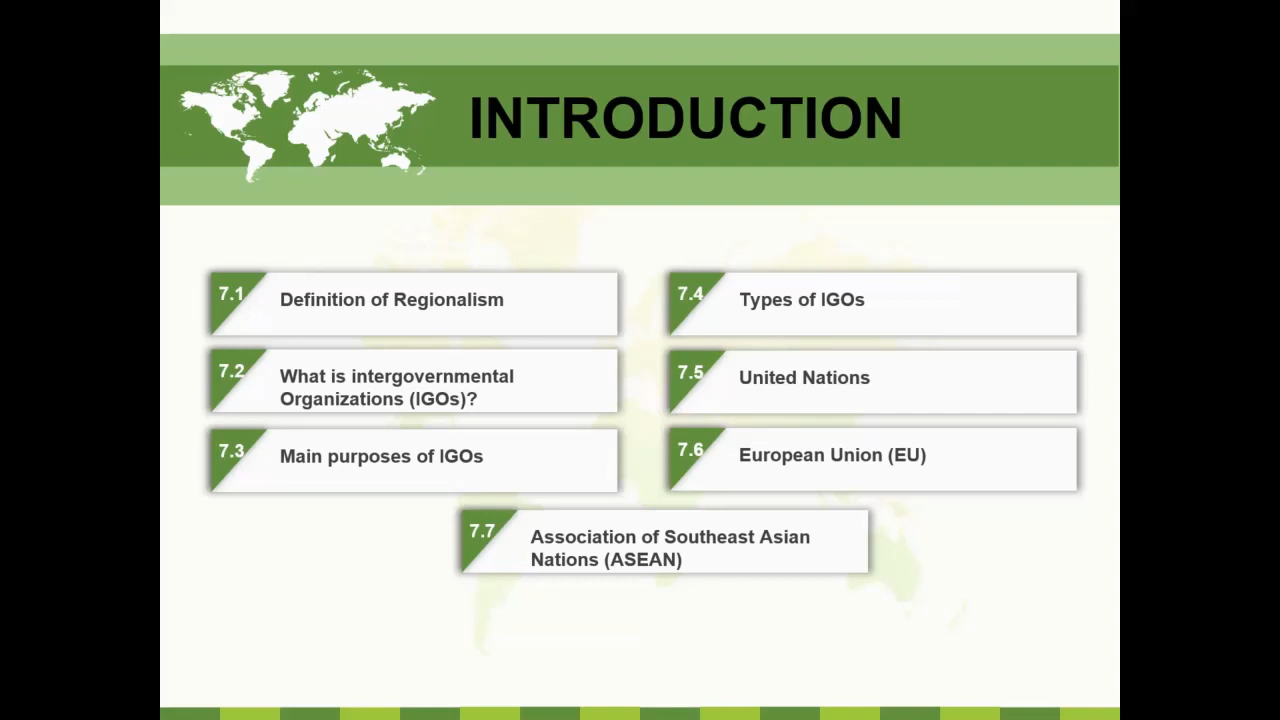 INTRODUCTION
7.1
Definition of Regionalism
7.2
What is intergovernmental
Organizations (IGOs)?
7.3
Main purposes of IGOs
7.4
Types of IGOs
7.5
United Nations
7.6
European Union (EU)
7.7
Association of Southeast Asian
Nations (ASEAN)